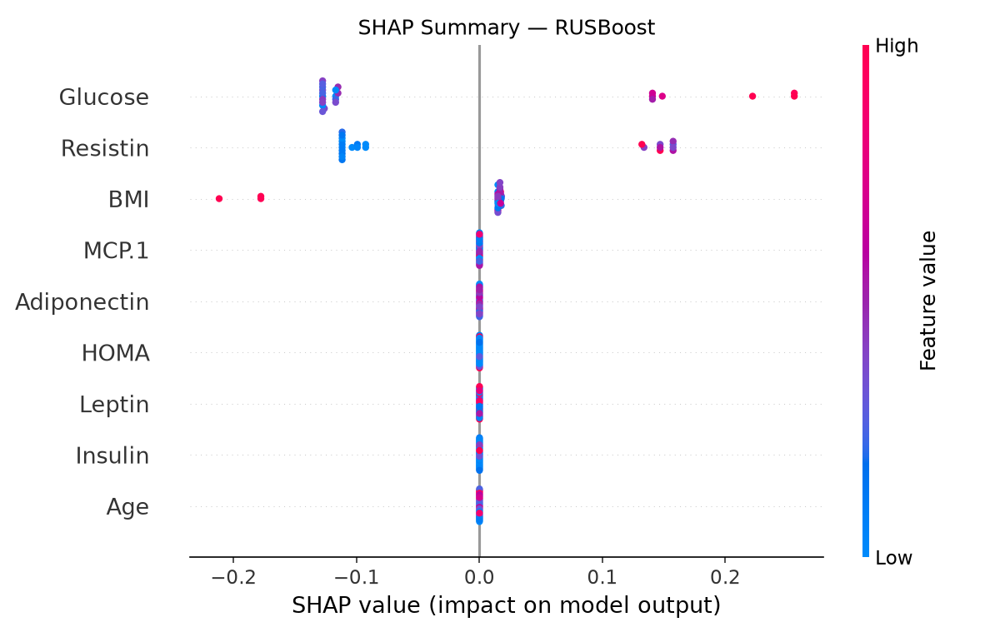 SHAP Summary — RUSBoost
High
Glucose
Resistin
BMI
MCP.1
Adiponectin
HOMA
Leptin
Insulin
Age
Feature value
Low
−0.2 −0.1 0.0 0.1 0.2
SHAP value (impact on model output)